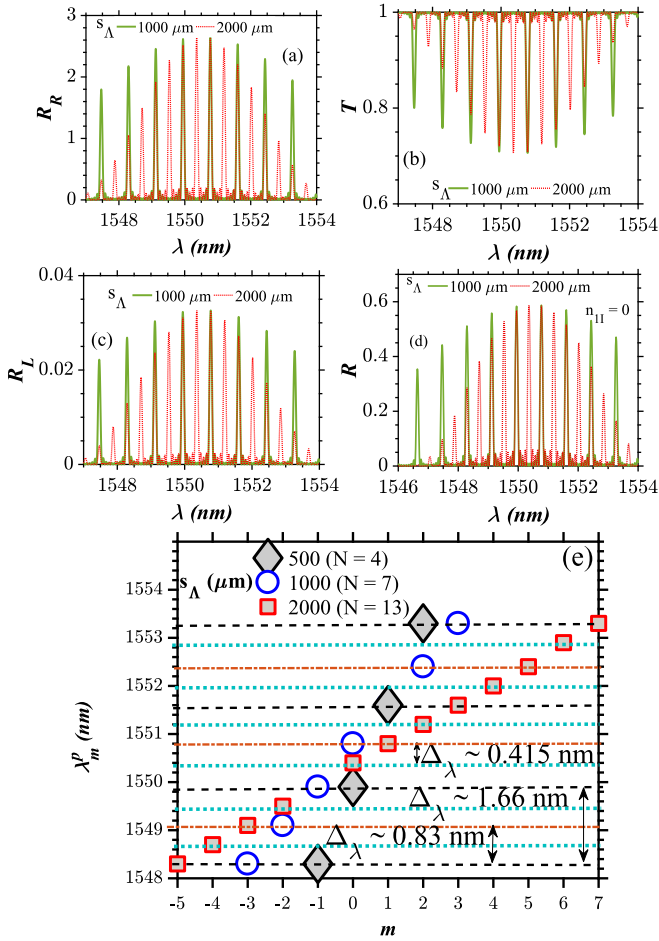 s_Λ 1000 μm 2000 μm
(a)
R_R
3
2
1
0
1548 1550 1552 1554
λ (nm)
1
0.8
0.6
T
(b)
s_Λ 1000 μm 2000 μm
1548 1550 1552 1554
λ (nm)
0.04
0.02
0
R_L
s_Λ 1000 μm 2000 μm
(c)
1548 1550 1552 1554
λ (nm)
0.6
0.4
0.2
0
R
s_Λ 1000 μm 2000 μm
(d)
n_1I = 0
1546 1548 1550 1552 1554
λ (nm)
(e)
s_Λ (μm)
500 (N = 4)
1000 (N = 7)
2000 (N = 13)
λ_m^p (nm)
1554
1553
1552
1551
1550
1549
1548
Δ_λ ~ 0.415 nm
Δ_λ ~ 1.66 nm
Δ_λ ~ 0.83 nm
-5 -4 -3 -2 -1 0 1 2 3 4 5 6 7
m